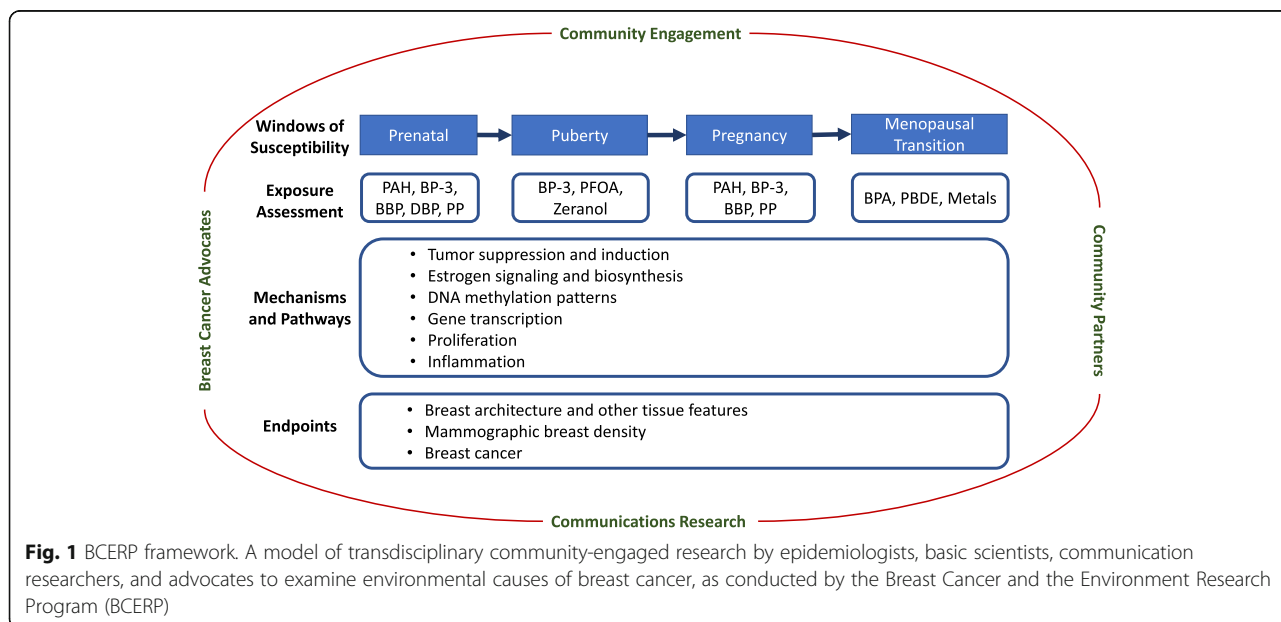 Community Engagement
Windows of
Susceptibility
Prenatal
Puberty
Pregnancy
Menopausal
Transition
Exposure
Assessment
PAH, BP-3,
BBP, DBP, PP
BP-3, PFOA,
Zeranol
PAH, BP-3,
BBP, PP
BPA, PBDE, Metals
Breast Cancer Advocates
Community Partners
Mechanisms
and Pathways
• Tumor suppression and induction
• Estrogen signaling and biosynthesis
• DNA methylation patterns
• Gene transcription
• Proliferation
• Inflammation
Endpoints
• Breast architecture and other tissue features
• Mammographic breast density
• Breast cancer
Communications Research
Fig. 1 BCERP framework. A model of transdisciplinary community-engaged research by epidemiologists, basic scientists, communication
researchers, and advocates to examine environmental causes of breast cancer, as conducted by the Breast Cancer and the Environment Research
Program (BCERP)